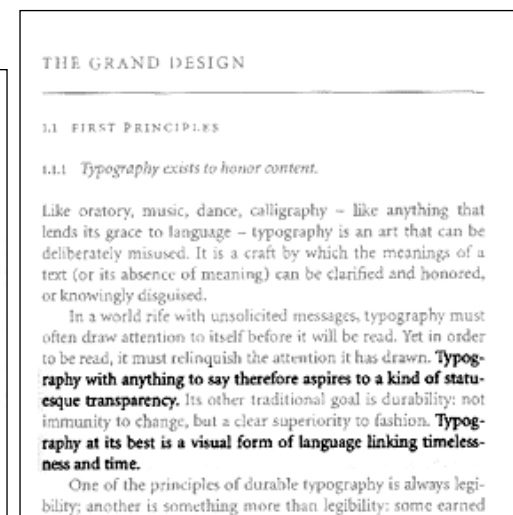 THE GRAND DESIGN
1.1 FIRST PRINCIPLES
1.1.1 Typography exists to honor content.
Like oratory, music, dance, calligraphy – like anything that
lends its grace to language – typography is an art that can be
deliberately misused. It is a craft by which the meanings of a
text (or its absence of meaning) can be clarified and honored,
or knowingly disguised.
In a world rife with unsolicited messages, typography must
often draw attention to itself before it will be read. Yet in order
to be read, it must relinquish the attention it has drawn. Typog-
raphy with anything to say therefore aspires to a kind of statu-
esque transparency. Its other traditional goal is durability: not
immunity to change, but a clear superiority to fashion. Typog-
raphy at its best is a visual form of language linking timeless-
ness and time.
One of the principles of durable typography is always legi-
bility; another is something more than legibility: some earned